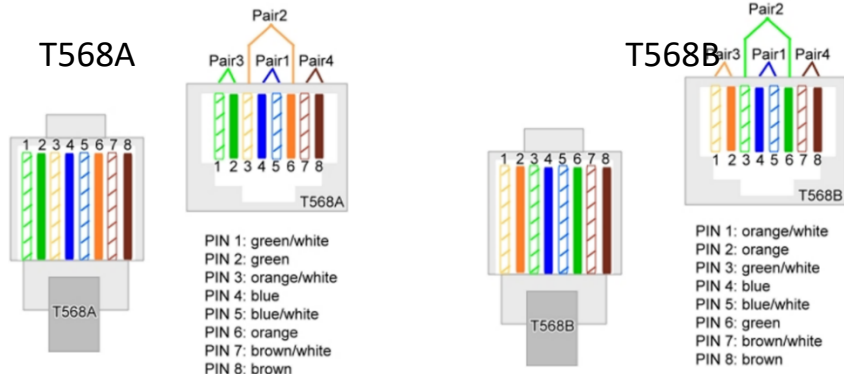 T568A
Pair2
Pair3 Pair1 Pair4
1 2 3 4 5 6 7 8
1 2 3 4 5 6 7 8
T568A
T568A
PIN 1: green/white
PIN 2: green
PIN 3: orange/white
PIN 4: blue
PIN 5: blue/white
PIN 6: orange
PIN 7: brown/white
PIN 8: brown
T568B
Pair2
Pair3 Pair1 Pair4
1 2 3 4 5 6 7 8
1 2 3 4 5 6 7 8
T568B
T568B
PIN 1: orange/white
PIN 2: orange
PIN 3: green/white
PIN 4: blue
PIN 5: blue/white
PIN 6: green
PIN 7: brown/white
PIN 8: brown